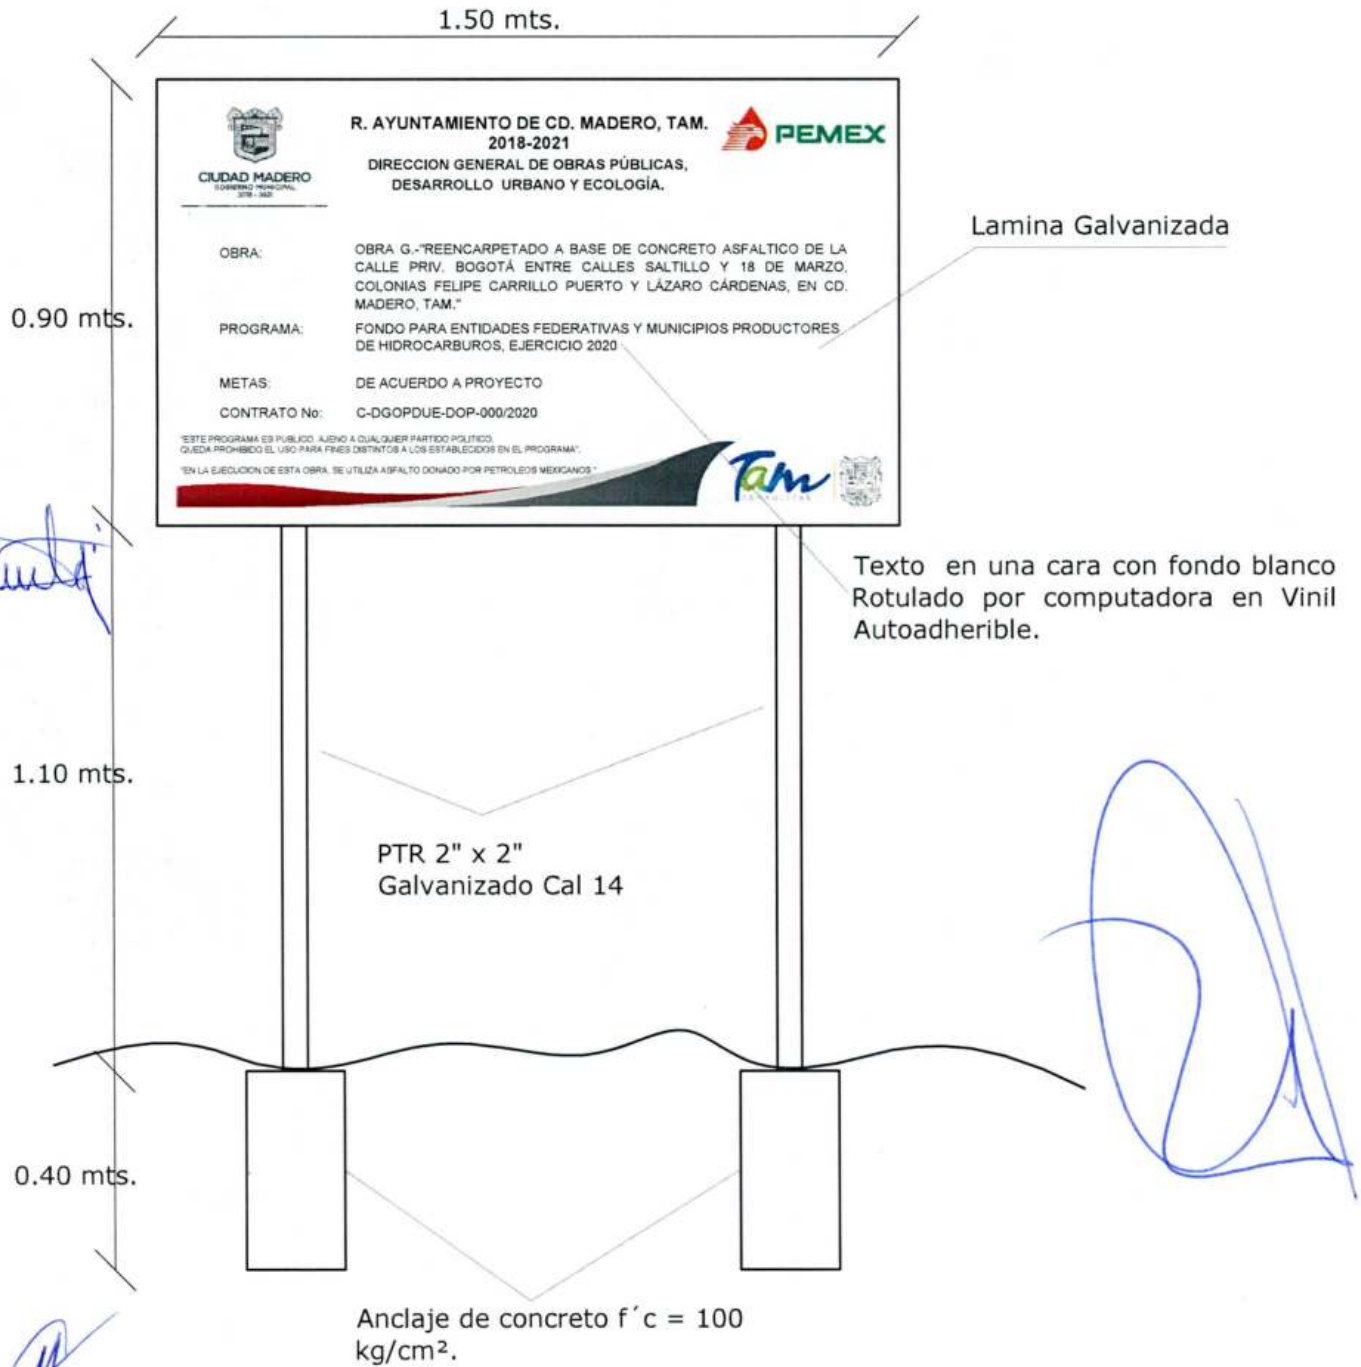 1.50 mts.
R. AYUNTAMIENTO DE CD. MADERO, TAM.
2018-2021
DIRECCION GENERAL DE OBRAS PÚBLICAS,
DESARROLLO URBANO Y ECOLOGÍA.
CIUDAD MADERO
GOBIERNO MUNICIPAL
2018 - 2021
PEMEX
Lamina Galvanizada
OBRA: OBRA G.-"REENCARPETADO A BASE DE CONCRETO ASFALTICO DE LA
CALLE PRIV. BOGOTÁ ENTRE CALLES SALTILLO Y 18 DE MARZO,
COLONIAS FELIPE CARRILLO PUERTO Y LÁZARO CÁRDENAS, EN CD.
MADERO, TAM."
0.90 mts.
PROGRAMA: FONDO PARA ENTIDADES FEDERATIVAS Y MUNICIPIOS PRODUCTORES
DE HIDROCARBUROS, EJERCICIO 2020
METAS: DE ACUERDO A PROYECTO
CONTRATO No: C-DGOPDUE-DOP-000/2020
"ESTE PROGRAMA ES PUBLICO, AJENO A CUALQUIER PARTIDO POLITICO.
QUEDA PROHIBIDO EL USO PARA FINES DISTINTOS A LOS ESTABLECIDOS EN EL PROGRAMA".
"EN LA EJECUCION DE ESTA OBRA, SE UTILIZA ASFALTO DONADO POR PETROLEOS MEXICANOS "
Tam
TAMAULIPAS
Texto en una cara con fondo blanco
Rotulado por computadora en Vinil
Autoadherible.
1.10 mts.
PTR 2" x 2"
Galvanizado Cal 14
0.40 mts.
Anclaje de concreto f´c = 100
kg/cm².